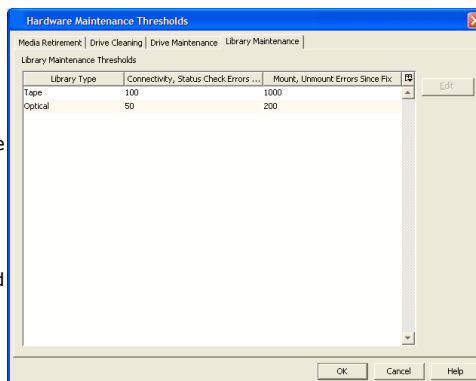 Hardware Maintenance Thresholds
Media Retirement Drive Cleaning Drive Maintenance Library Maintenance
Library Maintenance Thresholds
Library Type Connectivity, Status Check Errors ... Mount, Unmount Errors Since Fix
Edit
Tape 100 1000
Optical 50 200
e
d
OK Cancel Help